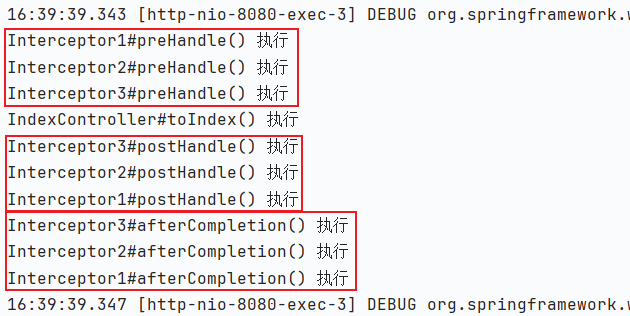 16:39:39.343 [http-nio-8080-exec-3] DEBUG org.springframework.w
Interceptor1#preHandle() 执行
Interceptor2#preHandle() 执行
Interceptor3#preHandle() 执行
IndexController#toIndex() 执行
Interceptor3#postHandle() 执行
Interceptor2#postHandle() 执行
Interceptor1#postHandle() 执行
Interceptor3#afterCompletion() 执行
Interceptor2#afterCompletion() 执行
Interceptor1#afterCompletion() 执行
16:39:39.347 [http-nio-8080-exec-3] DEBUG org.springframework.w